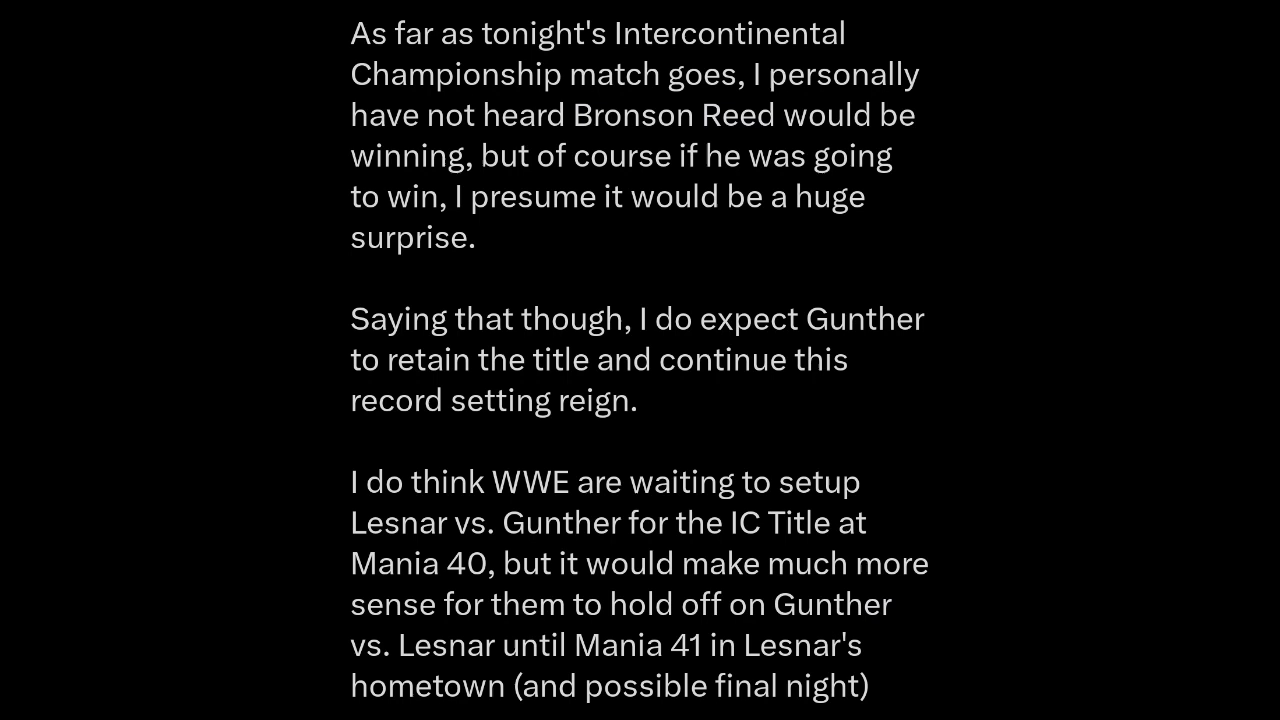 As far as tonight's Intercontinental
Championship match goes, I personally
have not heard Bronson Reed would be
winning, but of course if he was going
to win, I presume it would be a huge
surprise.
Saying that though, I do expect Gunther
to retain the title and continue this
record setting reign.
I do think WWE are waiting to setup
Lesnar vs. Gunther for the IC Title at
Mania 40, but it would make much more
sense for them to hold off on Gunther
vs. Lesnar until Mania 41 in Lesnar's
hometown (and possible final night)